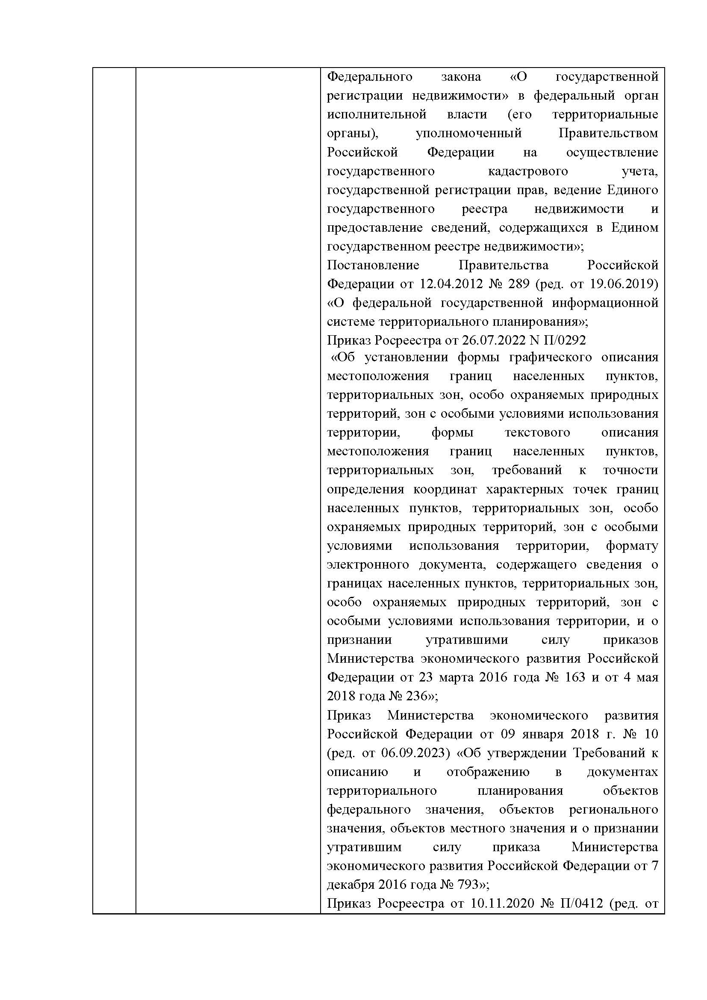 Федерального закона «О государственной
регистрации недвижимости» в федеральный орган
исполнительной власти (его территориальные
органы), уполномоченный Правительством
Российской Федерации на осуществление
государственного кадастрового учета,
государственной регистрации прав, ведение Единого
государственного реестра недвижимости и
предоставление сведений, содержащихся в Едином
государственном реестре недвижимости»;
Постановление Правительства Российской
Федерации от 12.04.2012 № 289 (ред. от 19.06.2019)
«О федеральной государственной информационной
системе территориального планирования»;
Приказ Росреестра от 26.07.2022 N П/0292
«Об установлении формы графического описания
местоположения границ населенных пунктов,
территориальных зон, особо охраняемых природных
территорий, зон с особыми условиями использования
территории, формы текстового описания
местоположения границ населенных пунктов,
территориальных зон, требований к точности
определения координат характерных точек границ
населенных пунктов, территориальных зон, особо
охраняемых природных территорий, зон с особыми
условиями использования территории, формату
электронного документа, содержащего сведения о
границах населенных пунктов, территориальных зон,
особо охраняемых природных территорий, зон с
особыми условиями использования территории, и о
признании утратившими силу приказов
Министерства экономического развития Российской
Федерации от 23 марта 2016 года № 163 и от 4 мая
2018 года № 236»;
Приказ Министерства экономического развития
Российской Федерации от 09 января 2018 г. № 10
(ред. от 06.09.2023) «Об утверждении Требований к
описанию и отображению в документах
территориального планирования объектов
федерального значения, объектов регионального
значения, объектов местного значения и о признании
утратившим силу приказа Министерства
экономического развития Российской Федерации от 7
декабря 2016 года № 793»;
Приказ Росреестра от 10.11.2020 № П/0412 (ред. от